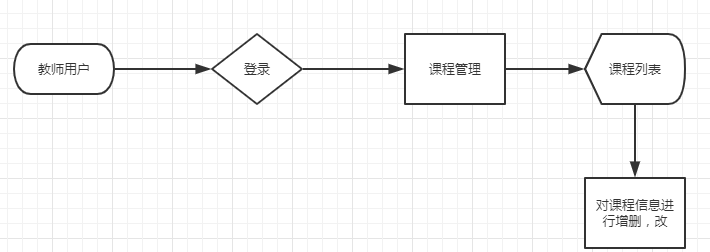 教师用户
登录
课程管理
课程列表
对课程信息进
行增删，改